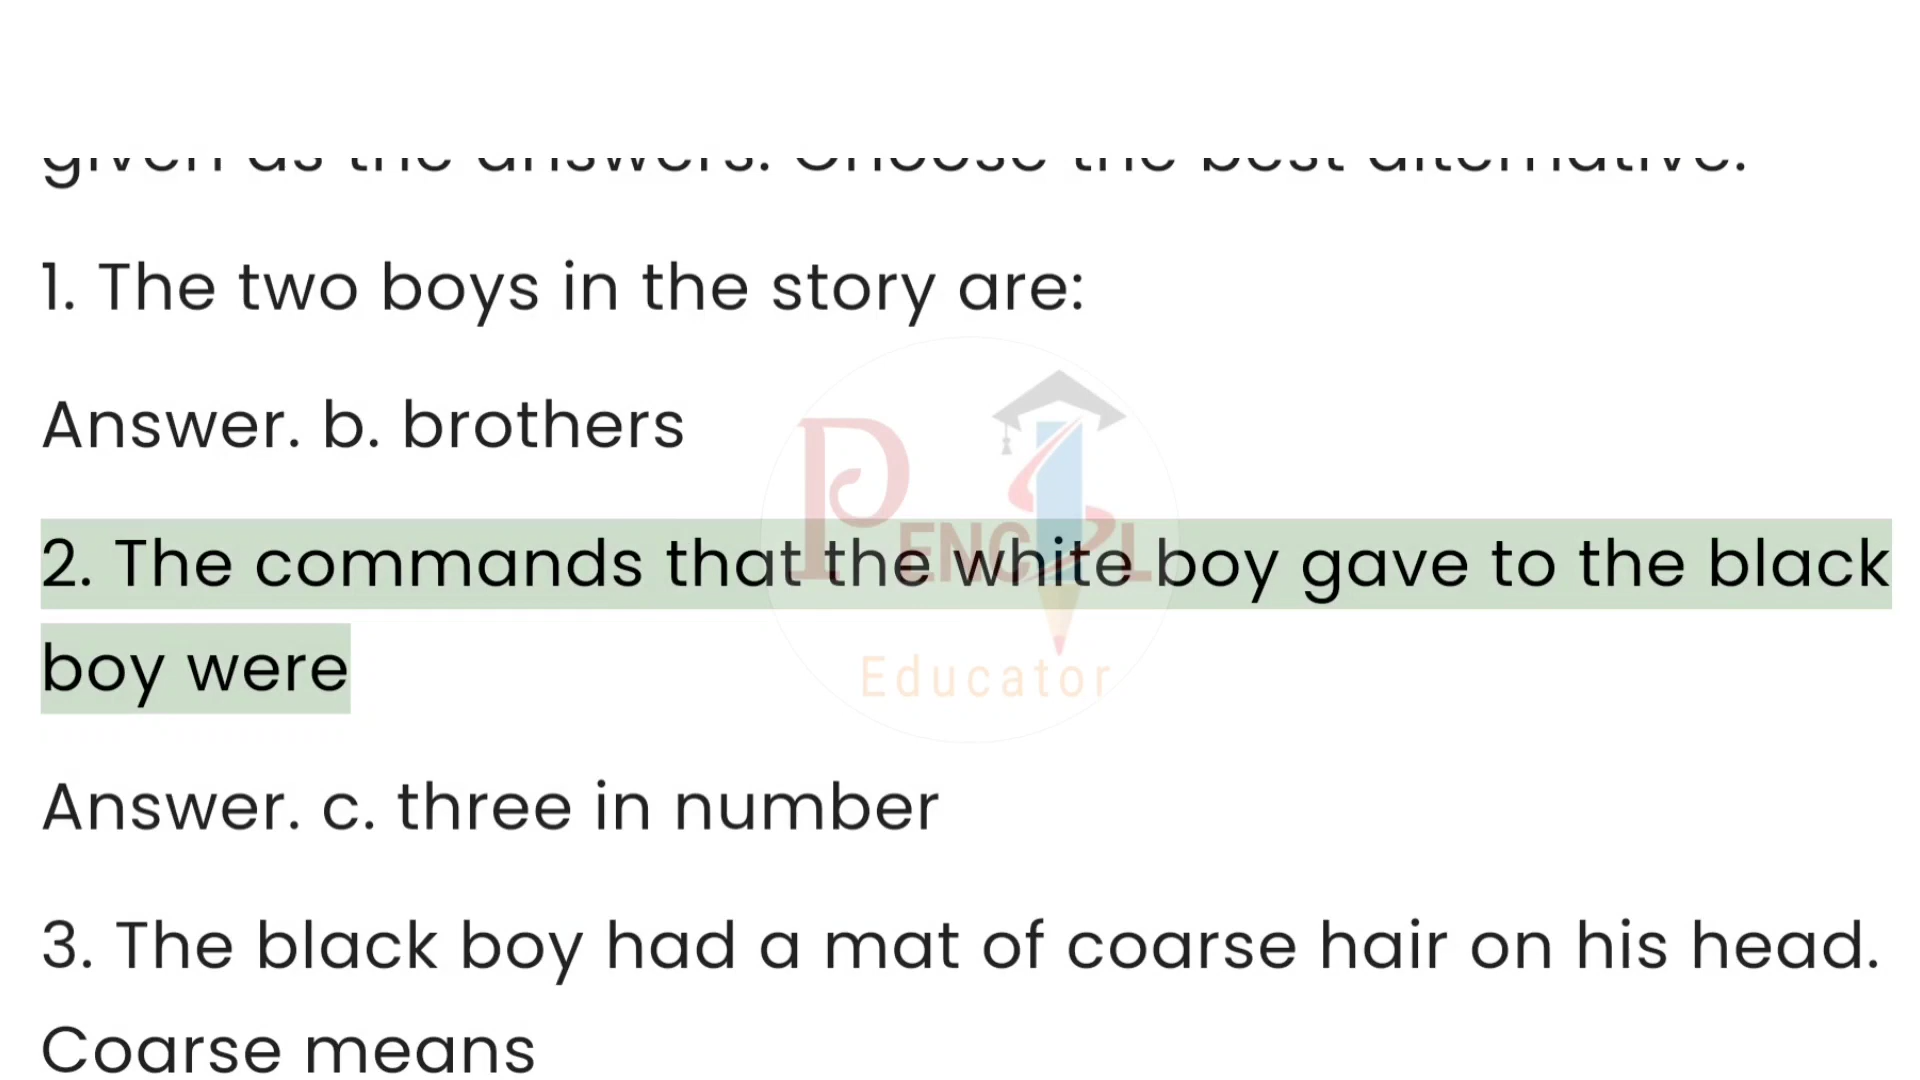 given as the answers. Choose the best alternative.
1. The two boys in the story are:
Answer. b. brothers
2. The commands that the white boy gave to the black
boy were
Answer. c. three in number
3. The black boy had a mat of coarse hair on his head.
Coarse means
PENCIL
Educator